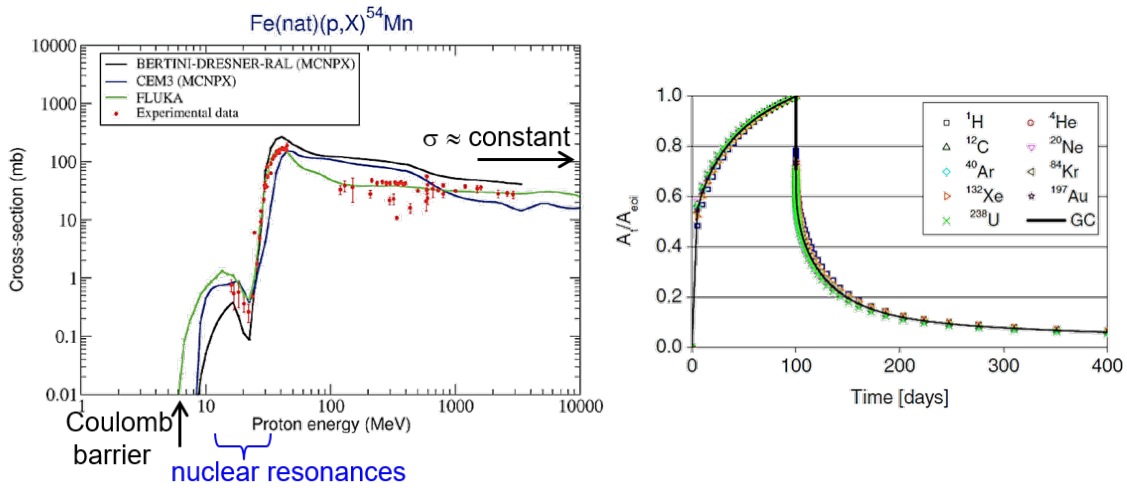 Fe(nat)(p,X)⁵⁴Mn
Cross-section (mb)
10000
1000
100
10
1
0.1
0.01
BERTINI-DRESNER-RAL (MCNPX)
CEM3 (MCNPX)
FLUKA
Experimental data
σ ≈ constant
1
10
100
1000
10000
Proton energy (MeV)
Coulomb
barrier
nuclear resonances
Aₜ/Aₑₒᵢ
1.0
0.8
0.6
0.4
0.2
0.0
¹H
⁴He
¹²C
²⁰Ne
⁴⁰Ar
⁸⁴Kr
¹³²Xe
¹⁹⁷Au
²³⁸U
GC
0
100
200
300
400
Time [days]